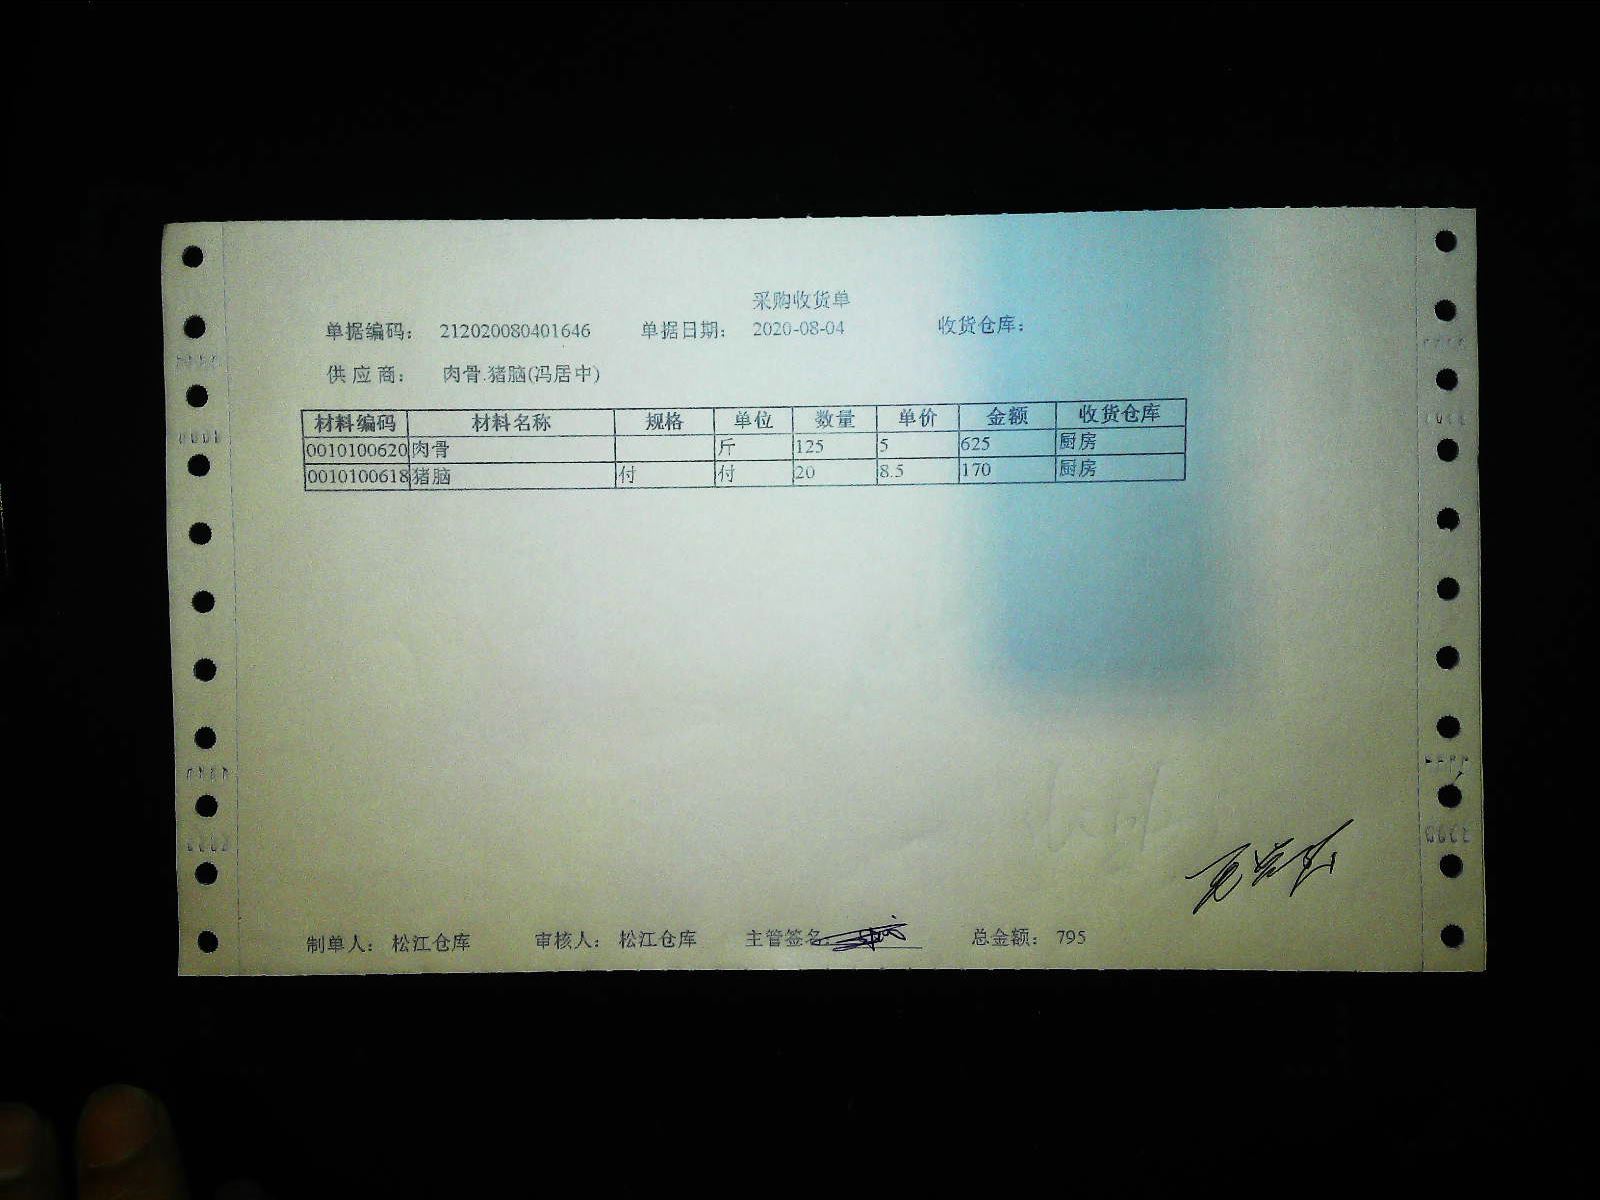 采购收货单
单据编码： 212020080401646 单据日期： 2020-08-04 收货仓库：
供应商： 肉骨.猪脑(冯居中)
材料编码 材料名称 规格 单位 数量 单价 金额 收货仓库
0010100620 肉骨 斤 125 5 625 厨房
0010100618 猪脑 付 付 20 8.5 170 厨房
制单人： 松江仓库 审核人： 松江仓库 主管签名: 总金额： 795